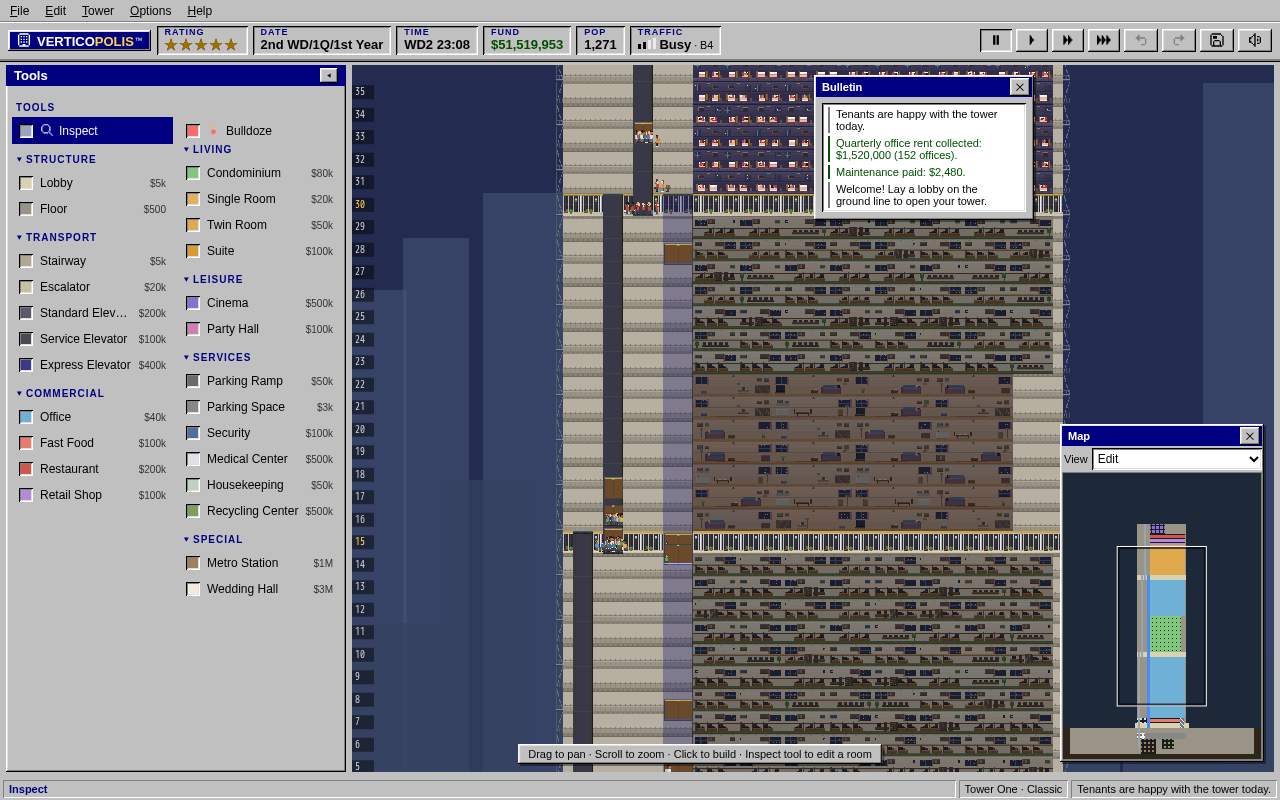 File Edit Tower Options Help
VERTICOPOLIS™
RATING
DATE
2nd WD/1Q/1st Year
TIME
WD2 23:08
FUND
$51,519,953
POP
1,271
TRAFFIC
Busy · B4
Tools
TOOLS
Inspect
Bulldoze
STRUCTURE
Lobby $5k
Floor $500
TRANSPORT
Stairway $5k
Escalator $20k
Standard Elev… $200k
Service Elevator $100k
Express Elevator $400k
COMMERCIAL
Office $40k
Fast Food $100k
Restaurant $200k
Retail Shop $100k
LIVING
Condominium $80k
Single Room $20k
Twin Room $50k
Suite $100k
LEISURE
Cinema $500k
Party Hall $100k
SERVICES
Parking Ramp $50k
Parking Space $3k
Security $100k
Medical Center $500k
Housekeeping $50k
Recycling Center $500k
SPECIAL
Metro Station $1M
Wedding Hall $3M
35
34
33
32
31
30
29
28
27
26
25
24
23
22
21
20
19
18
17
16
15
14
13
12
11
10
9
8
7
6
5
Bulletin
Tenants are happy with the tower
today.
Quarterly office rent collected:
$1,520,000 (152 offices).
Maintenance paid: $2,480.
Welcome! Lay a lobby on the
ground line to open your tower.
Map
View Edit
Drag to pan · Scroll to zoom · Click to build · Inspect tool to edit a room
Inspect
Tower One · Classic
Tenants are happy with the tower today.